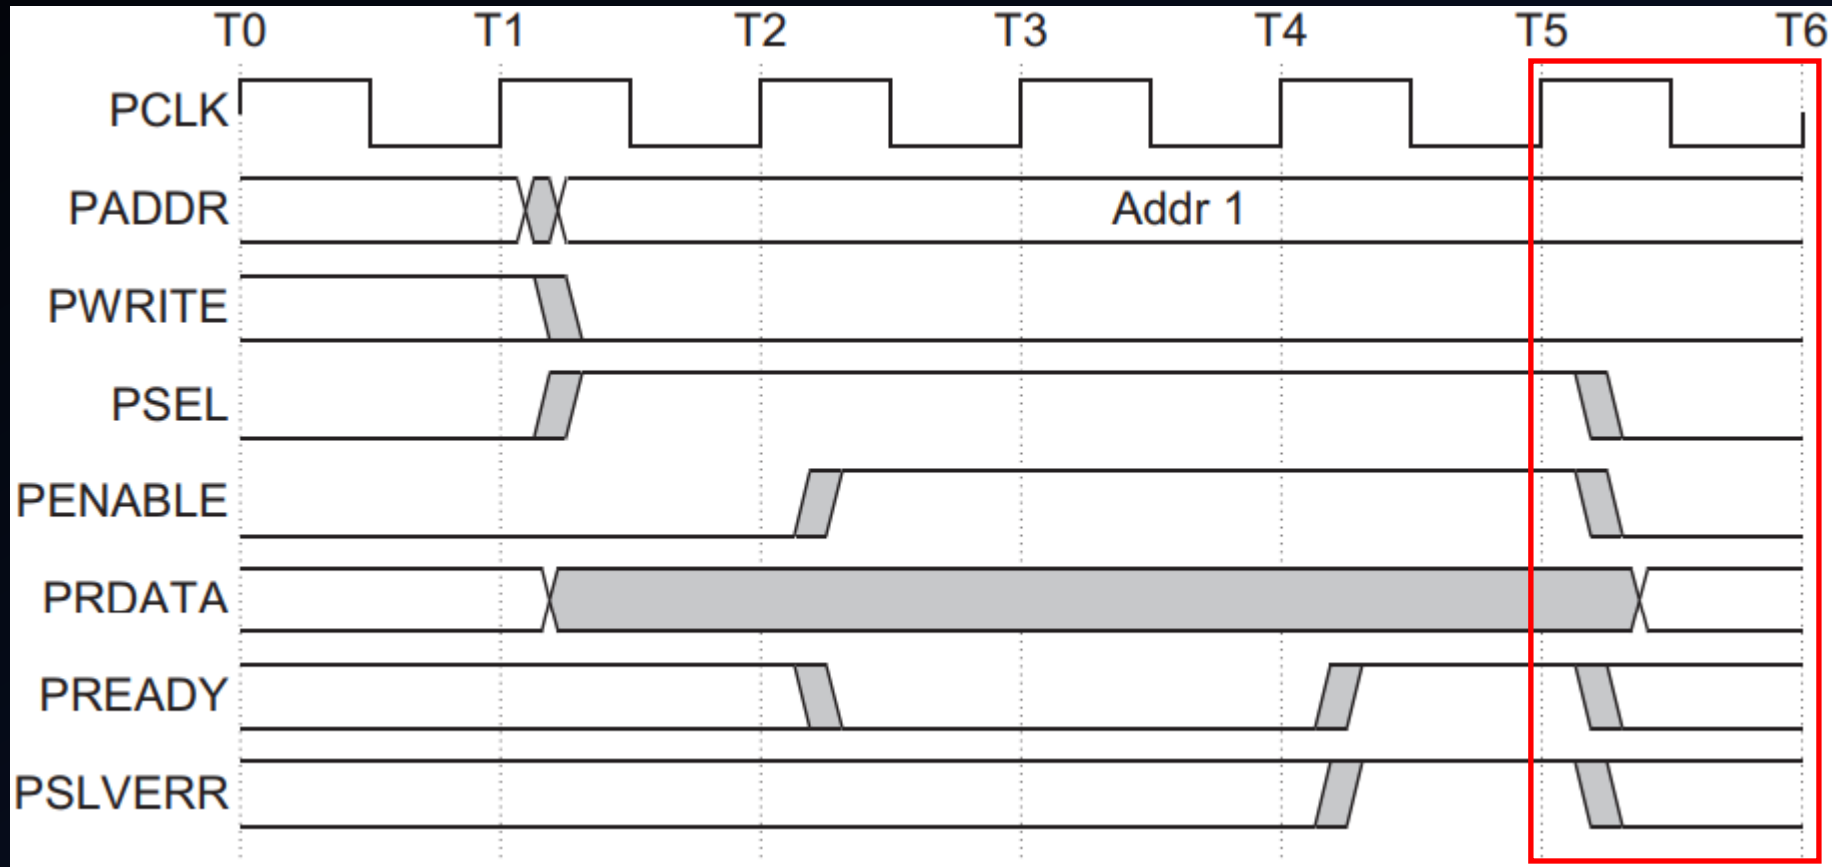 T0 T1 T2 T3 T4 T5 T6
PCLK
PADDR Addr 1
PWRITE
PSEL
PENABLE
PRDATA
PREADY
PSLVERR